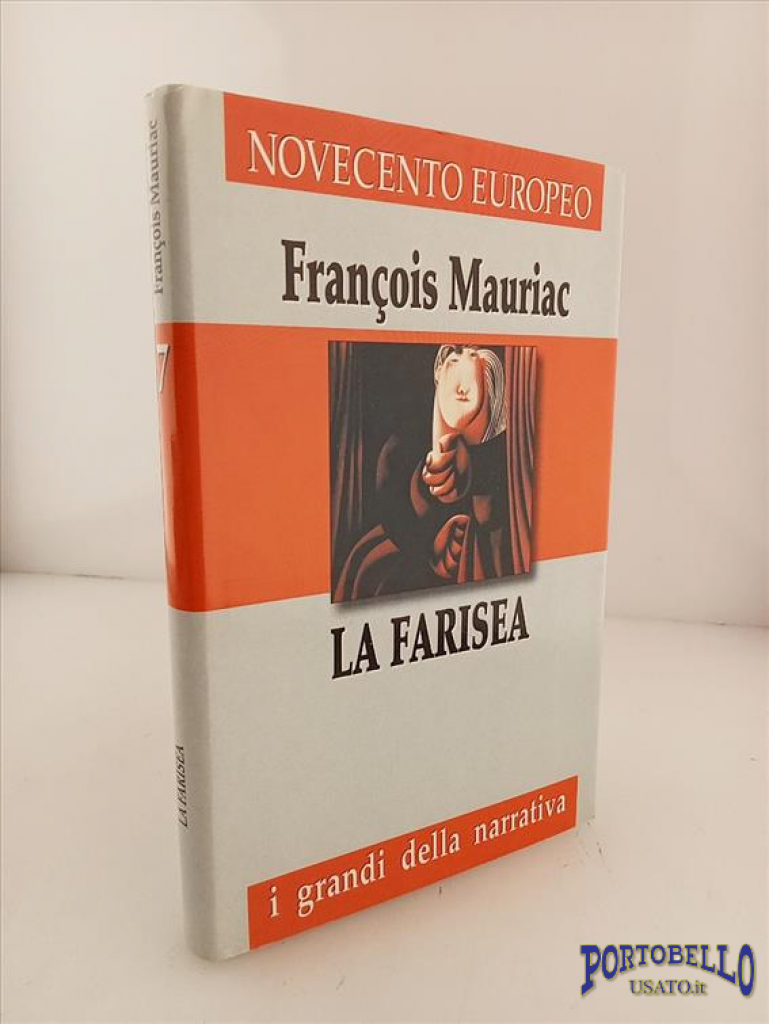 François Mauriac
7
LA FARISEA
NOVECENTO EUROPEO
François Mauriac
LA FARISEA
i grandi della narrativa
PORTOBELLO
USATO.it